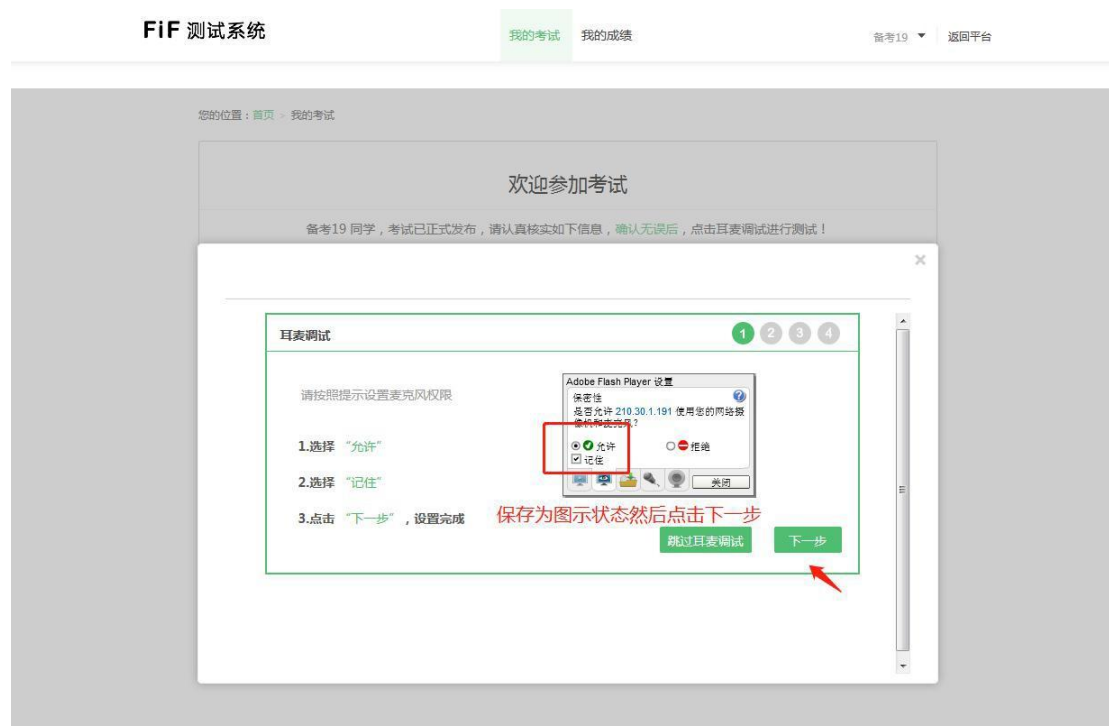 FiF 测试系统
我的考试 我的成绩
备考19 ▼ 返回平台
您的位置：首页 > 我的考试
欢迎参加考试
备考19 同学，考试已正式发布，请认真核实如下信息，确认无误后，点击耳麦调试进行测试！
×
耳麦调试
1 2 3 4
请按照提示设置麦克风权限
1.选择 “允许”
2.选择 “记住”
3.点击 “下一步” ，设置完成
Adobe Flash Player 设置
保密性
是否允许 210.30.1.191 使用您的网络摄
像机和麦克风？
允许 拒绝
记住
关闭
保存为图示状态然后点击下一步
跳过耳麦调试 下一步